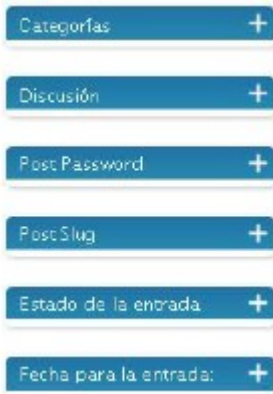 Categorías
Discusión
Post Password
Post Slug
Estado de la entrada
Fecha para la entrada: